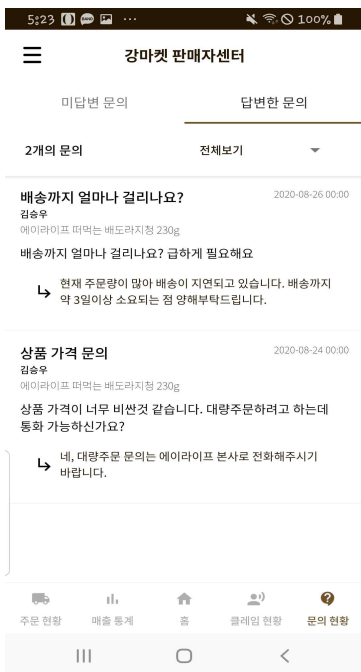 5:23 100%
강마켓 판매자센터
미답변 문의 답변한 문의
2개의 문의 전체보기
배송까지 얼마나 걸리나요? 2020-08-26 00:00
김승우
에이라이프 떠먹는 배도라지청 230g
배송까지 얼마나 걸리나요? 급하게 필요해요
현재 주문량이 많아 배송이 지연되고 있습니다. 배송까지
약 3일이상 소요되는 점 양해부탁드립니다.
상품 가격 문의 2020-08-24 00:00
김승우
에이라이프 떠먹는 배도라지청 230g
상품 가격이 너무 비싼것 같습니다. 대량주문하려고 하는데
통화 가능하신가요?
네, 대량주문 문의는 에이라이프 본사로 전화해주시기
바랍니다.
주문 현황 매출 통계 홈 클레임 현황 문의 현황